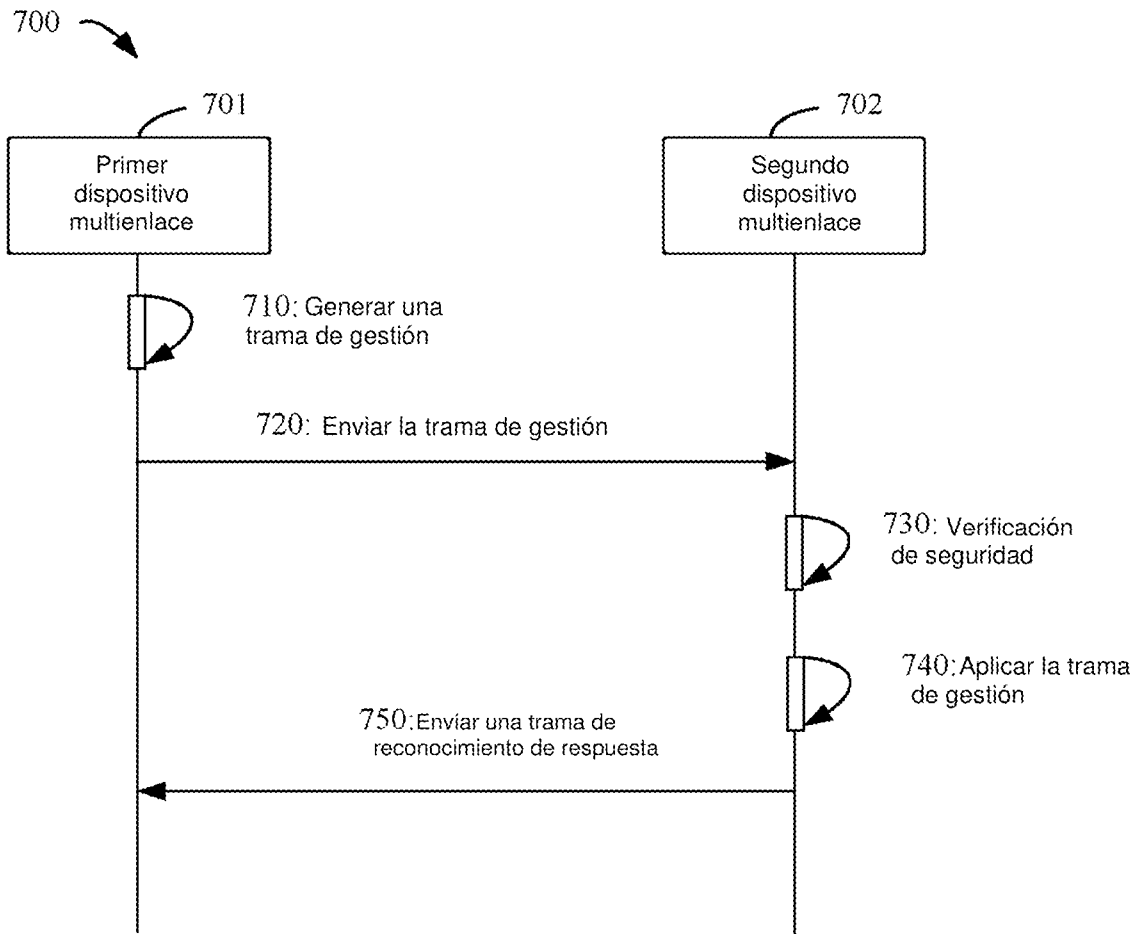 700
701
702
Primer
dispositivo
multienlace
Segundo
dispositivo
multienlace
710: Generar una
trama de gestión
720: Enviar la trama de gestión
730: Verificación
de seguridad
740: Aplicar la trama
de gestión
750: Enviar una trama de
reconocimiento de respuesta